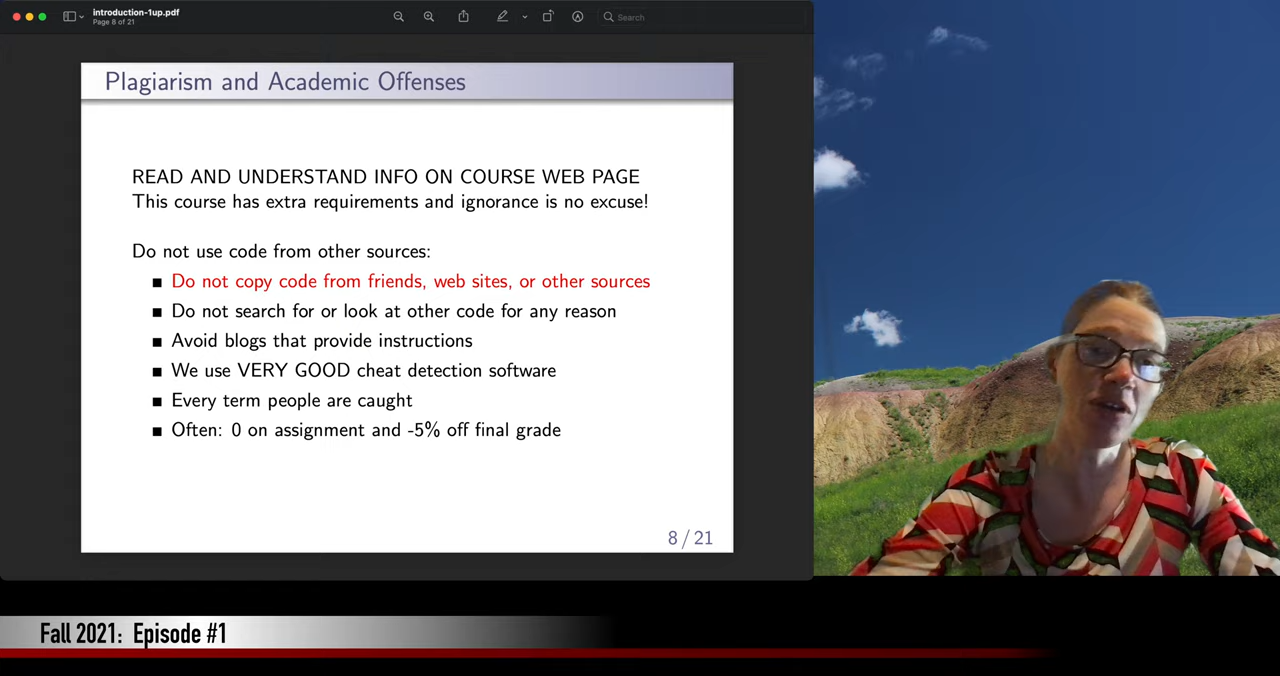 introduction-1up.pdf
Page 8 of 21
Search
Plagiarism and Academic Offenses
READ AND UNDERSTAND INFO ON COURSE WEB PAGE
This course has extra requirements and ignorance is no excuse!
Do not use code from other sources:
■ Do not copy code from friends, web sites, or other sources
■ Do not search for or look at other code for any reason
■ Avoid blogs that provide instructions
■ We use VERY GOOD cheat detection software
■ Every term people are caught
■ Often: 0 on assignment and -5% off final grade
8 / 21
Fall 2021: Episode #1